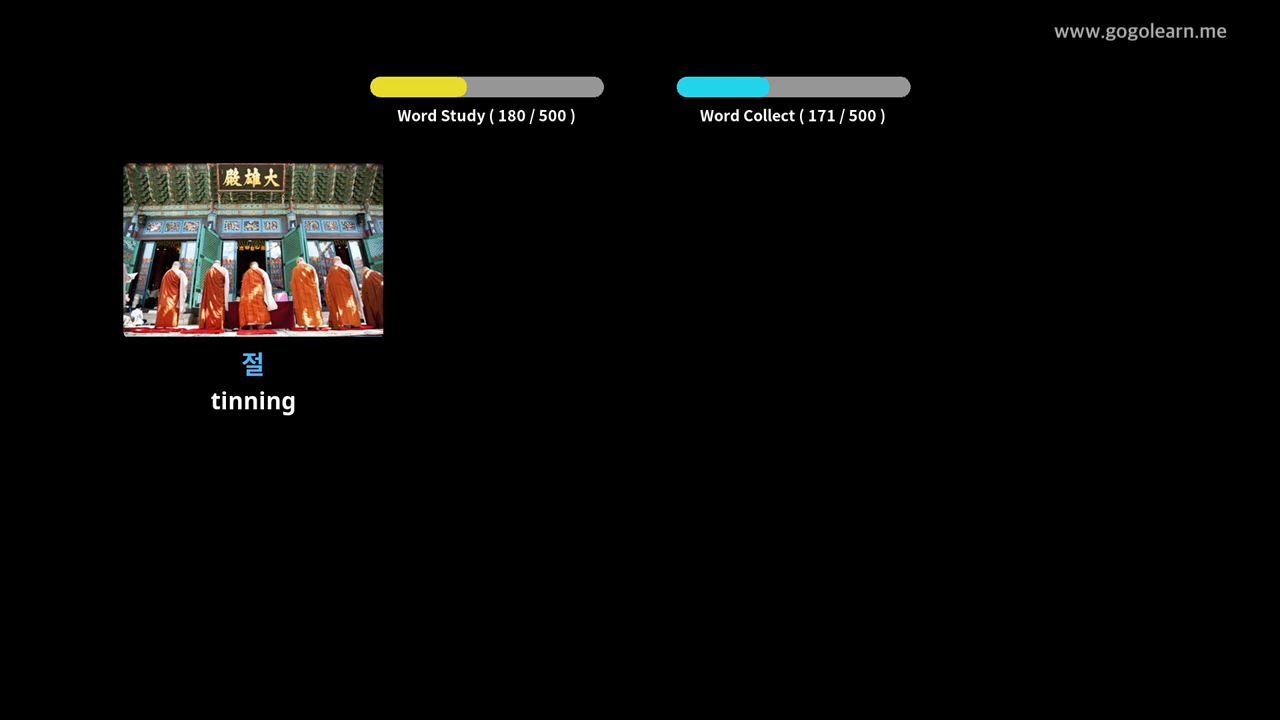 www.gogolearn.me
Word Study ( 180 / 500 )
Word Collect ( 171 / 500 )
殿雄大
절
tinning